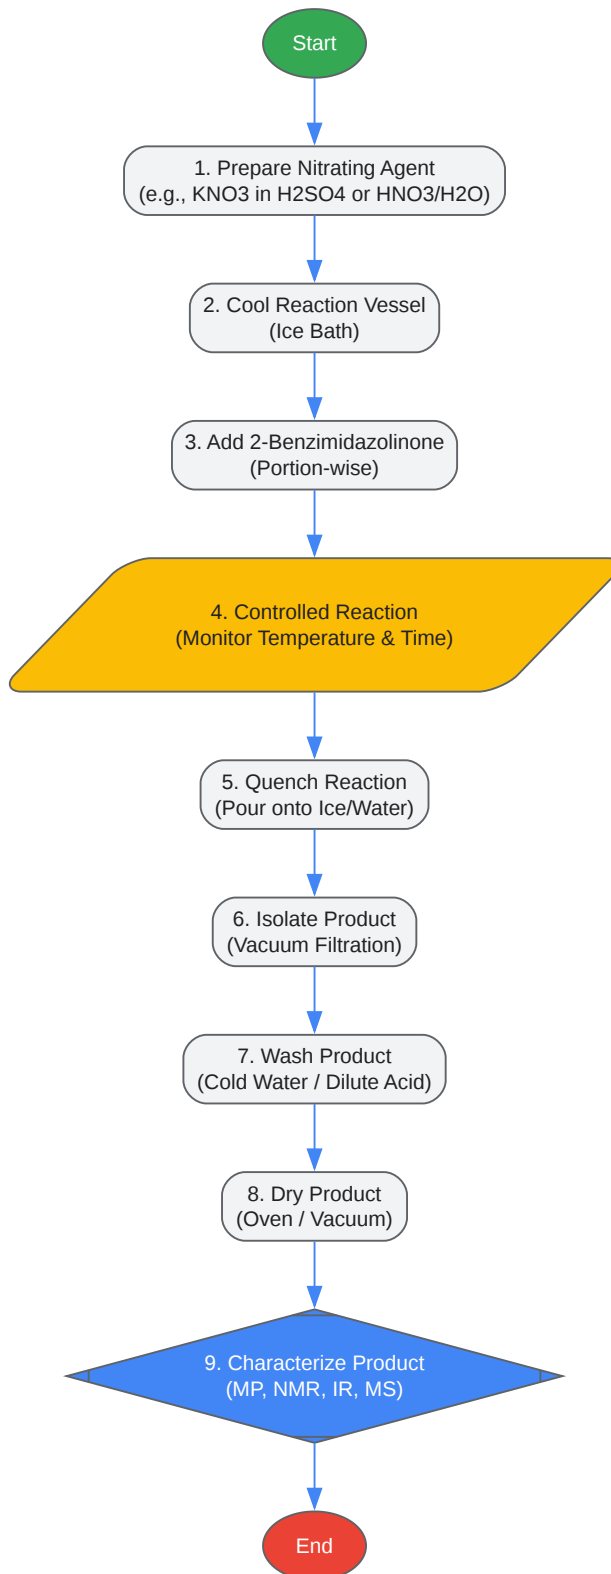 Start
1. Prepare Nitrating Agent
(e.g., KNO3 in H2SO4 or HNO3/H2O)
2. Cool Reaction Vessel
(Ice Bath)
3. Add 2-Benzimidazolinone
(Portion-wise)
4. Controlled Reaction
(Monitor Temperature & Time)
5. Quench Reaction
(Pour onto Ice/Water)
6. Isolate Product
(Vacuum Filtration)
7. Wash Product
(Cold Water / Dilute Acid)
8. Dry Product
(Oven / Vacuum)
9. Characterize Product
(MP, NMR, IR, MS)
End